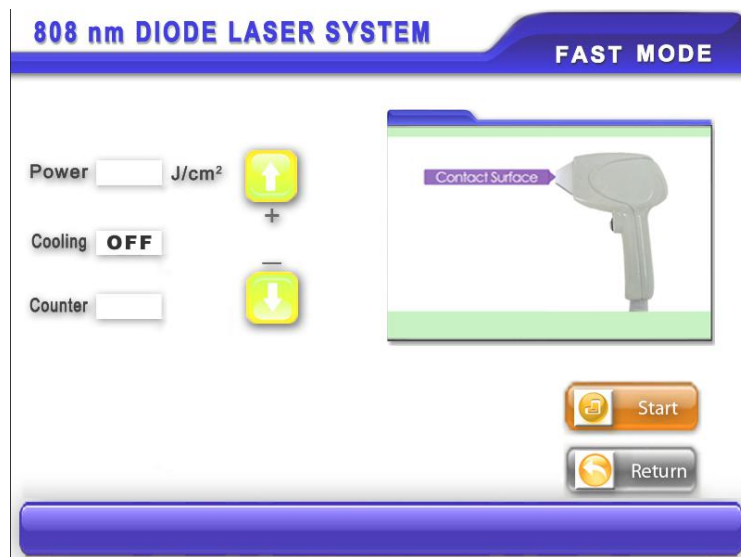 808 nm DIODE LASER SYSTEM
FAST MODE
Power J/cm²
+
Cooling OFF
—
Counter
Contact Surface
Start
Return